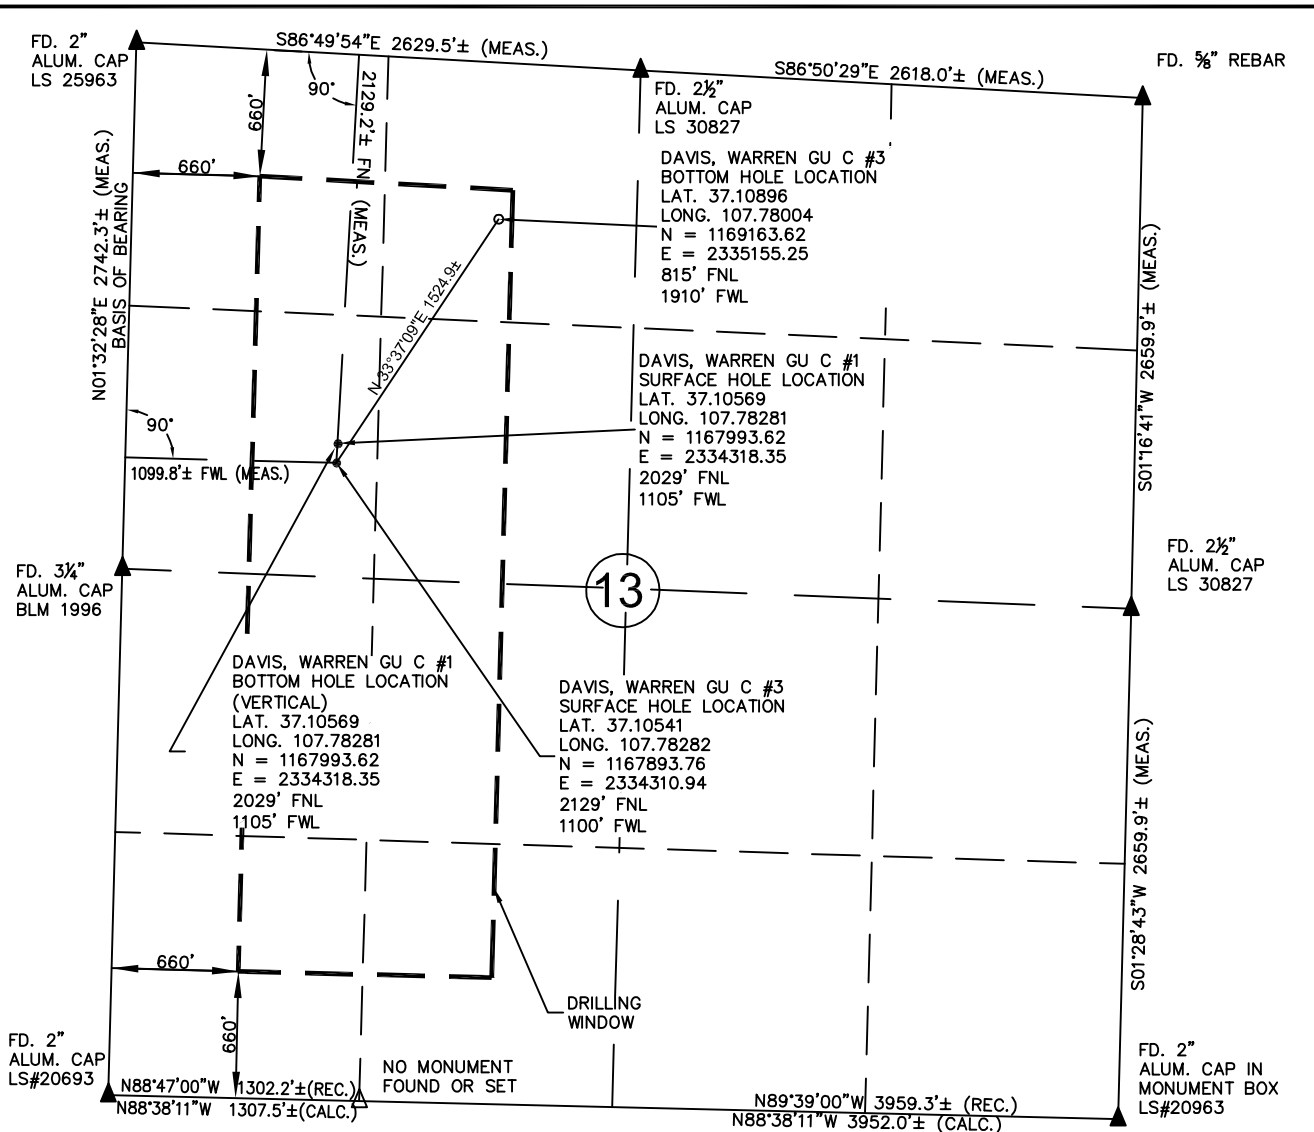 FD. 2"
ALUM. CAP
LS 25963
S86°49'54"E 2629.5'± (MEAS.)
S86°50'29"E 2618.0'± (MEAS.)
FD. ⅝" REBAR
90°
660'
660'
2129.2'± FNL (MEAS.)
FD. 2½"
ALUM. CAP
LS 30827
DAVIS, WARREN GU C #3
BOTTOM HOLE LOCATION
LAT. 37.10896
LONG. 107.78004
N = 1169163.62
E = 2335155.25
815' FNL
1910' FWL
N01°32'28"E 2742.3'± (MEAS.)
BASIS OF BEARING
N 33°37'09"E 1524.9±
S01°16'41"W 2659.9'± (MEAS.)
DAVIS, WARREN GU C #1
SURFACE HOLE LOCATION
LAT. 37.10569
LONG. 107.78281
N = 1167993.62
E = 2334318.35
2029' FNL
1105' FWL
90°
1099.8'± FWL (MEAS.)
FD. 3¼"
ALUM. CAP
BLM 1996
13
FD. 2½"
ALUM. CAP
LS 30827
DAVIS, WARREN GU C #1
BOTTOM HOLE LOCATION
(VERTICAL)
LAT. 37.10569
LONG. 107.78281
N = 1167993.62
E = 2334318.35
2029' FNL
1105' FWL
DAVIS, WARREN GU C #3
SURFACE HOLE LOCATION
LAT. 37.10541
LONG. 107.78282
N = 1167893.76
E = 2334310.94
2129' FNL
1100' FWL
S01°28'43"W 2659.9'± (MEAS.)
660'
660'
DRILLING
WINDOW
FD. 2"
ALUM. CAP
LS#20693
NO MONUMENT
FOUND OR SET
N88°47'00"W 1302.2'±(REC.)
N88°38'11"W 1307.5'±(CALC.)
N89°39'00"W 3959.3'± (REC.)
N88°38'11"W 3952.0'± (CALC.)
FD. 2"
ALUM. CAP IN
MONUMENT BOX
LS#20963